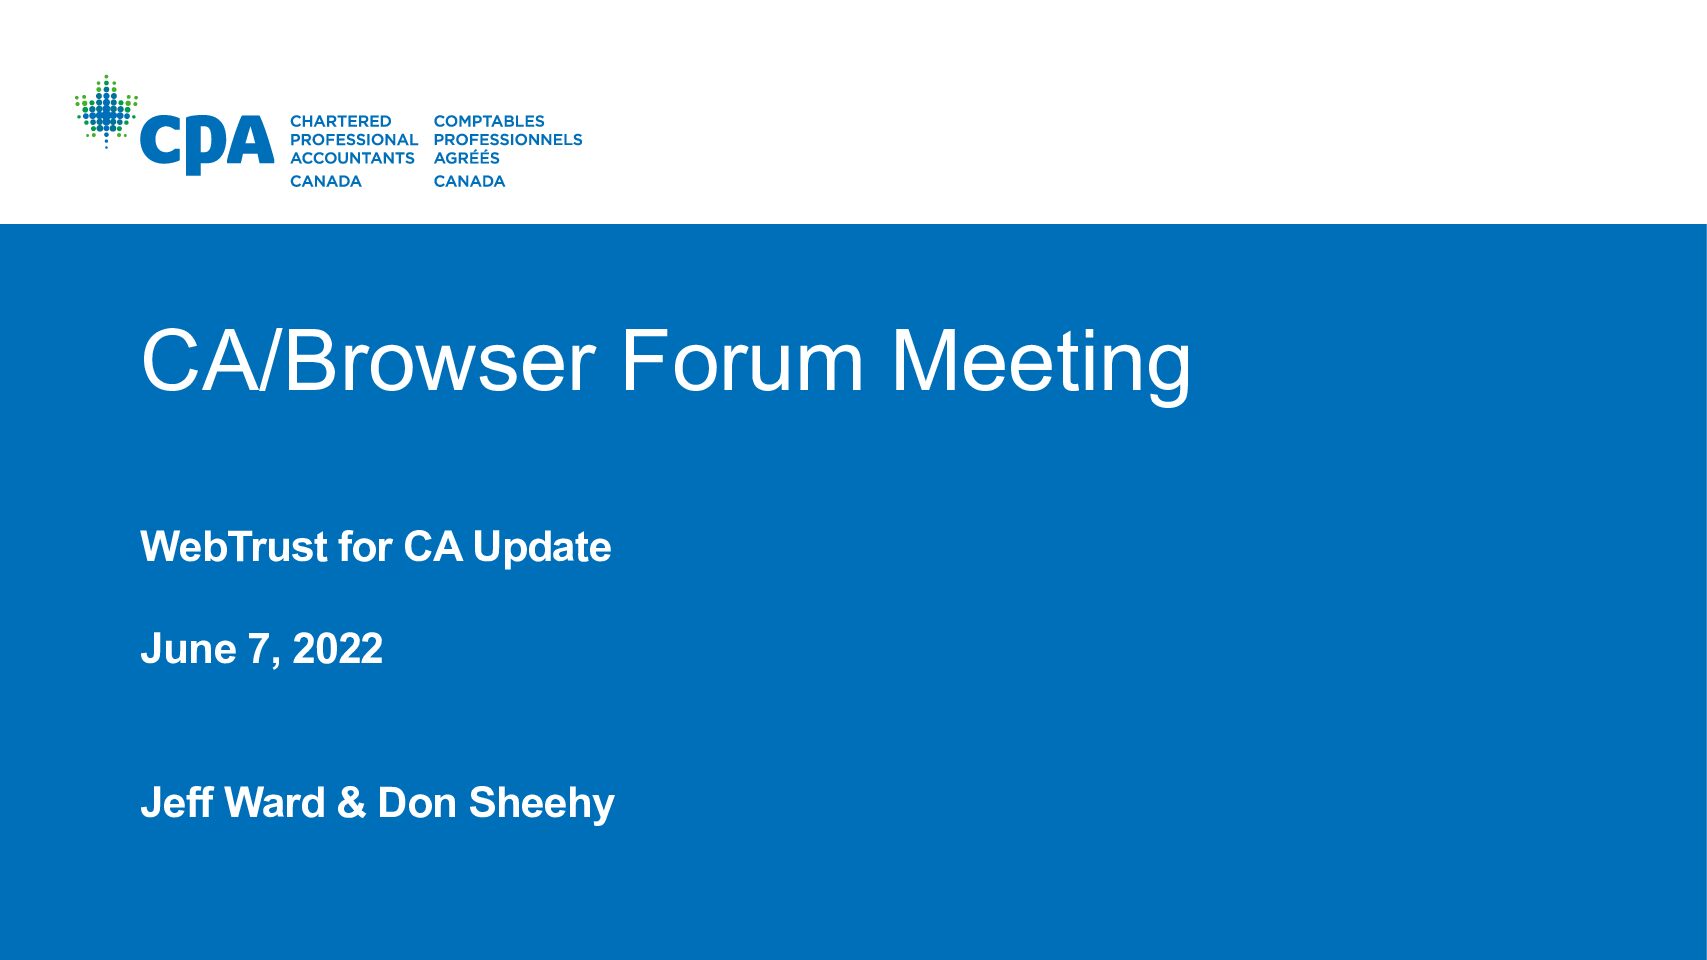 cpa
CHARTERED
PROFESSIONAL
ACCOUNTANTS
CANADA
COMPTABLES
PROFESSIONNELS
AGRÉÉS
CANADA
CA/Browser Forum Meeting
WebTrust for CA Update
June 7, 2022
Jeff Ward & Don Sheehy